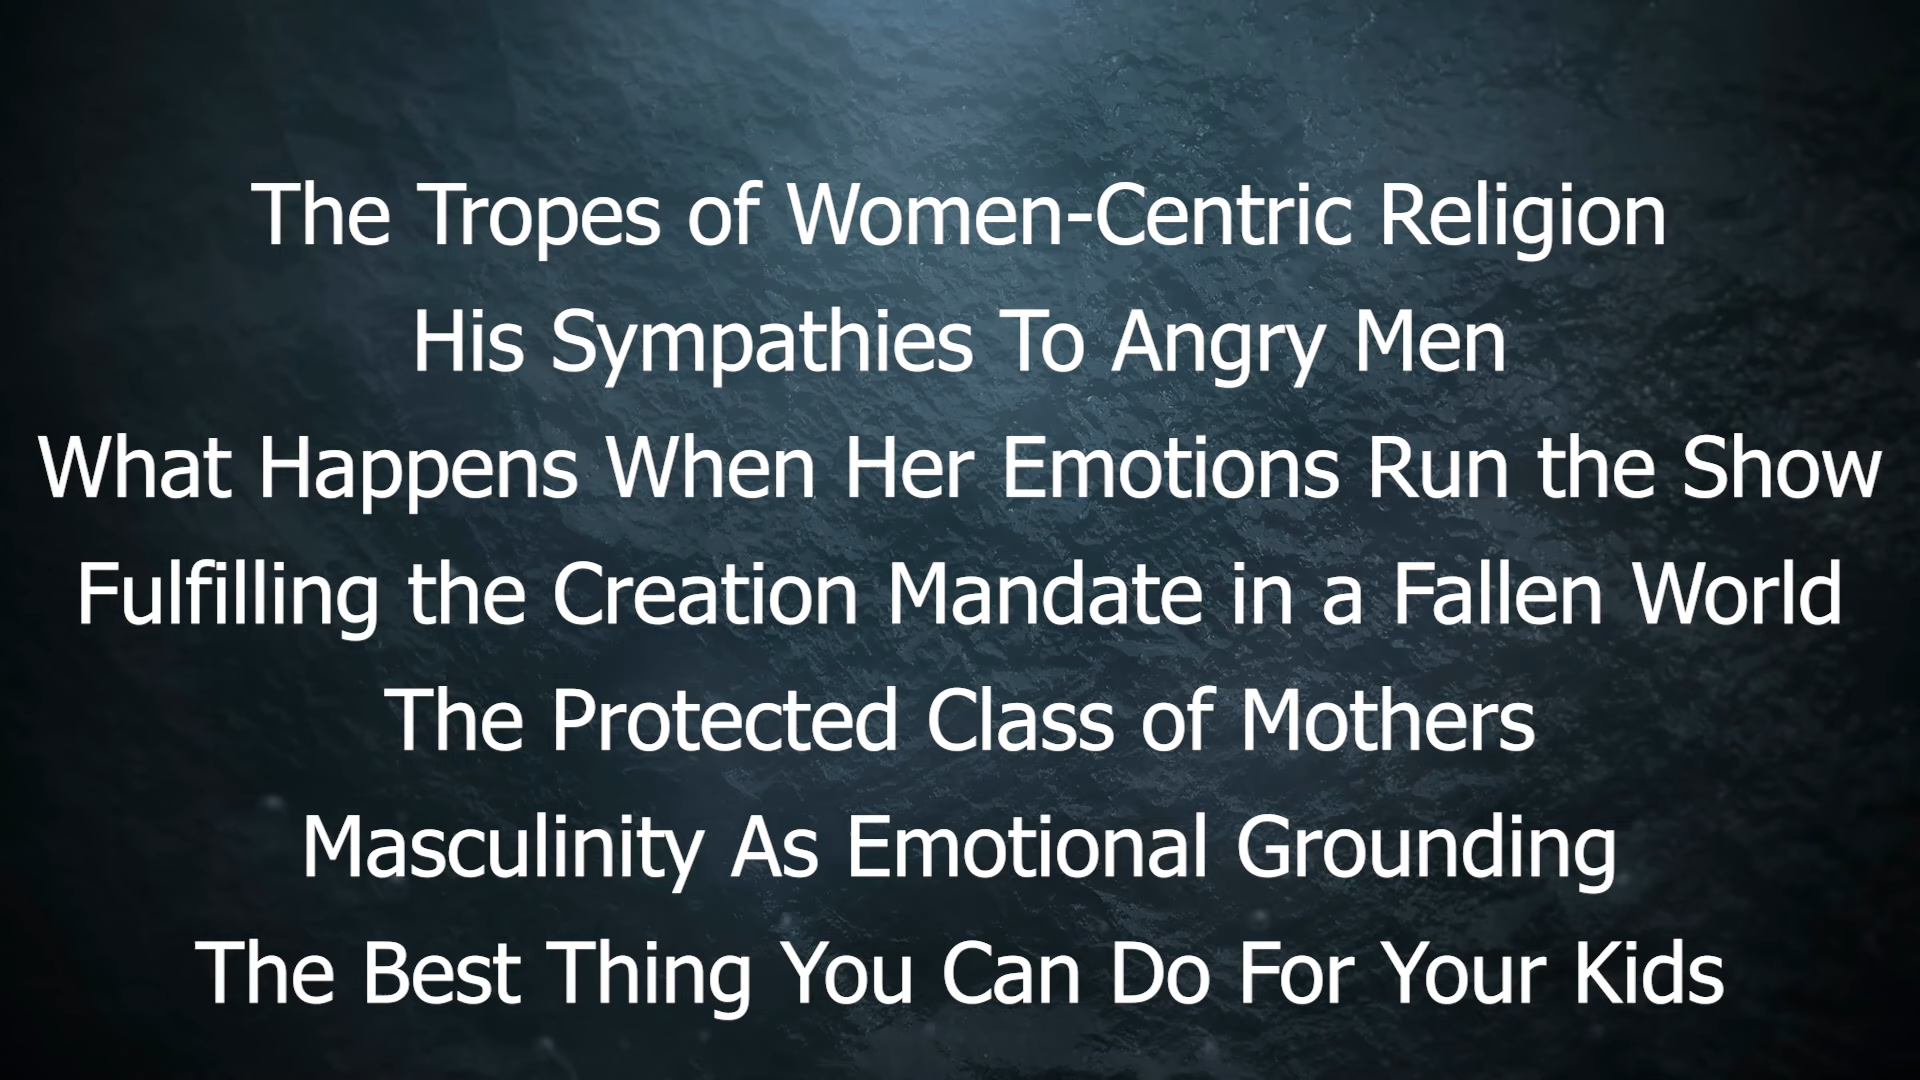 The Tropes of Women-Centric Religion
His Sympathies To Angry Men
What Happens When Her Emotions Run the Show
Fulfilling the Creation Mandate in a Fallen World
The Protected Class of Mothers
Masculinity As Emotional Grounding
The Best Thing You Can Do For Your Kids